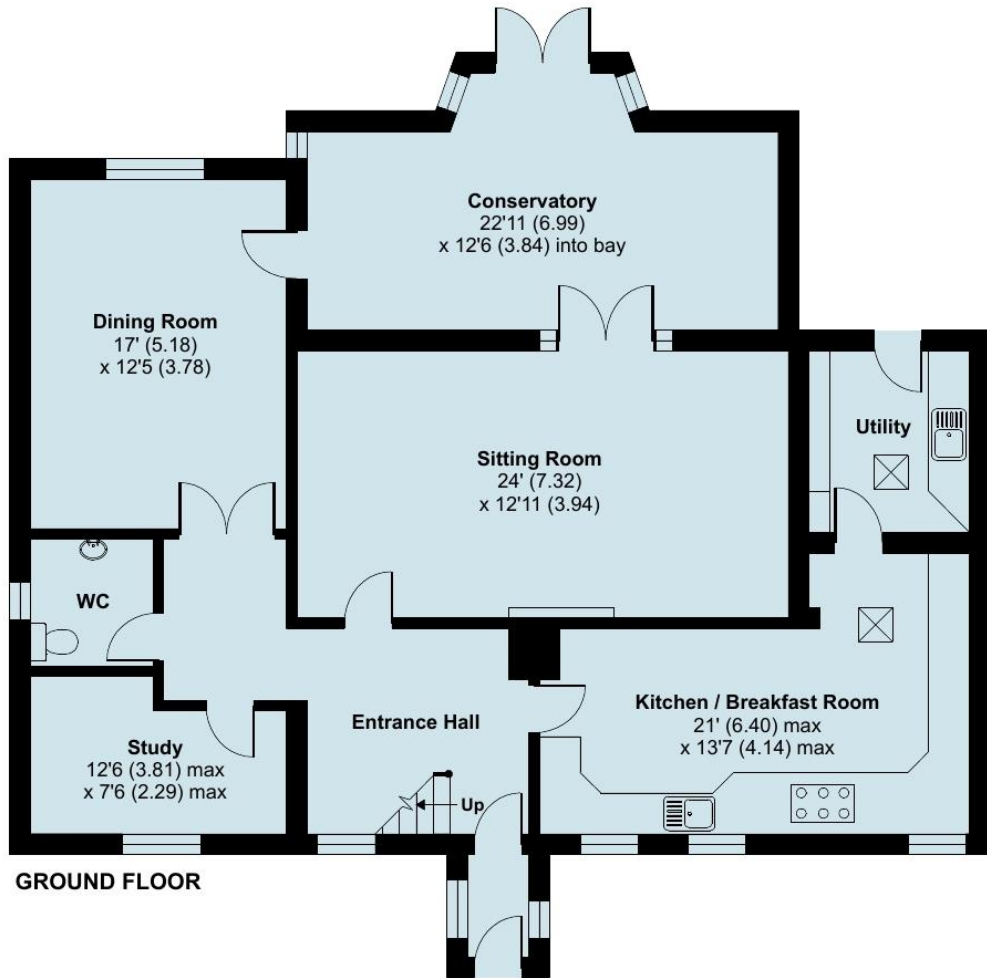 Conservatory
22'11 (6.99)
x 12'6 (3.84) into bay
Dining Room
17' (5.18)
x 12'5 (3.78)
Utility
Sitting Room
24' (7.32)
x 12'11 (3.94)
WC
Kitchen / Breakfast Room
21' (6.40) max
x 13'7 (4.14) max
Entrance Hall
Study
12'6 (3.81) max
x 7'6 (2.29) max
Up
GROUND FLOOR